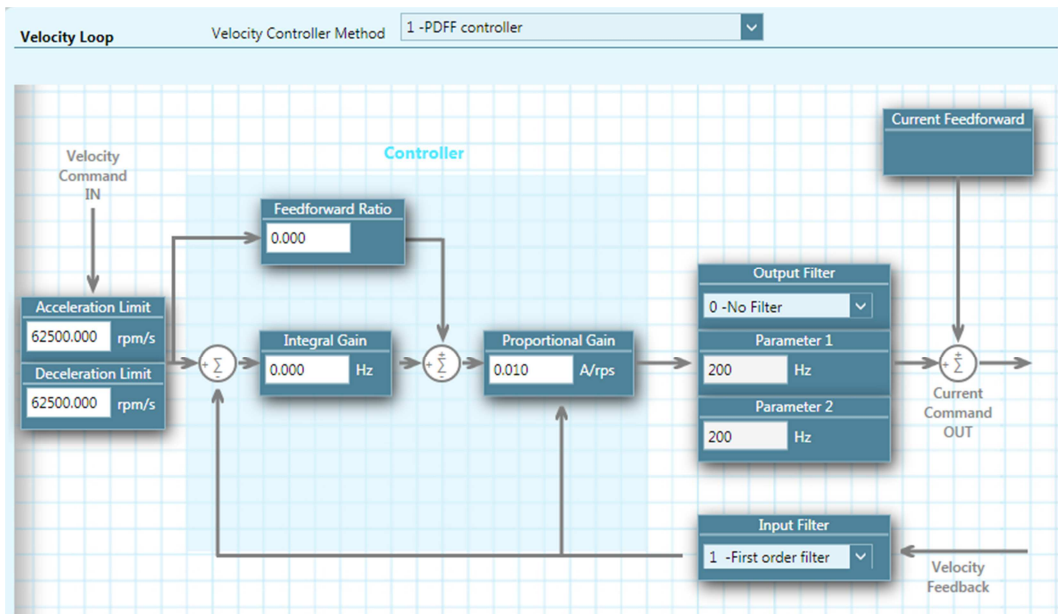 Velocity Loop
Velocity Controller Method
1 -PDFF controller
Current Feedforward
Velocity
Command
IN
Controller
Feedforward Ratio
0.000
Output Filter
0 -No Filter
Acceleration Limit
62500.000 rpm/s
Integral Gain
0.000 Hz
Proportional Gain
0.010 A/rps
Parameter 1
200 Hz
Deceleration Limit
62500.000 rpm/s
+ Σ -
+ ± Σ -
+ ± Σ -
Current
Command
OUT
Parameter 2
200 Hz
Input Filter
1 -First order filter
Velocity
Feedback